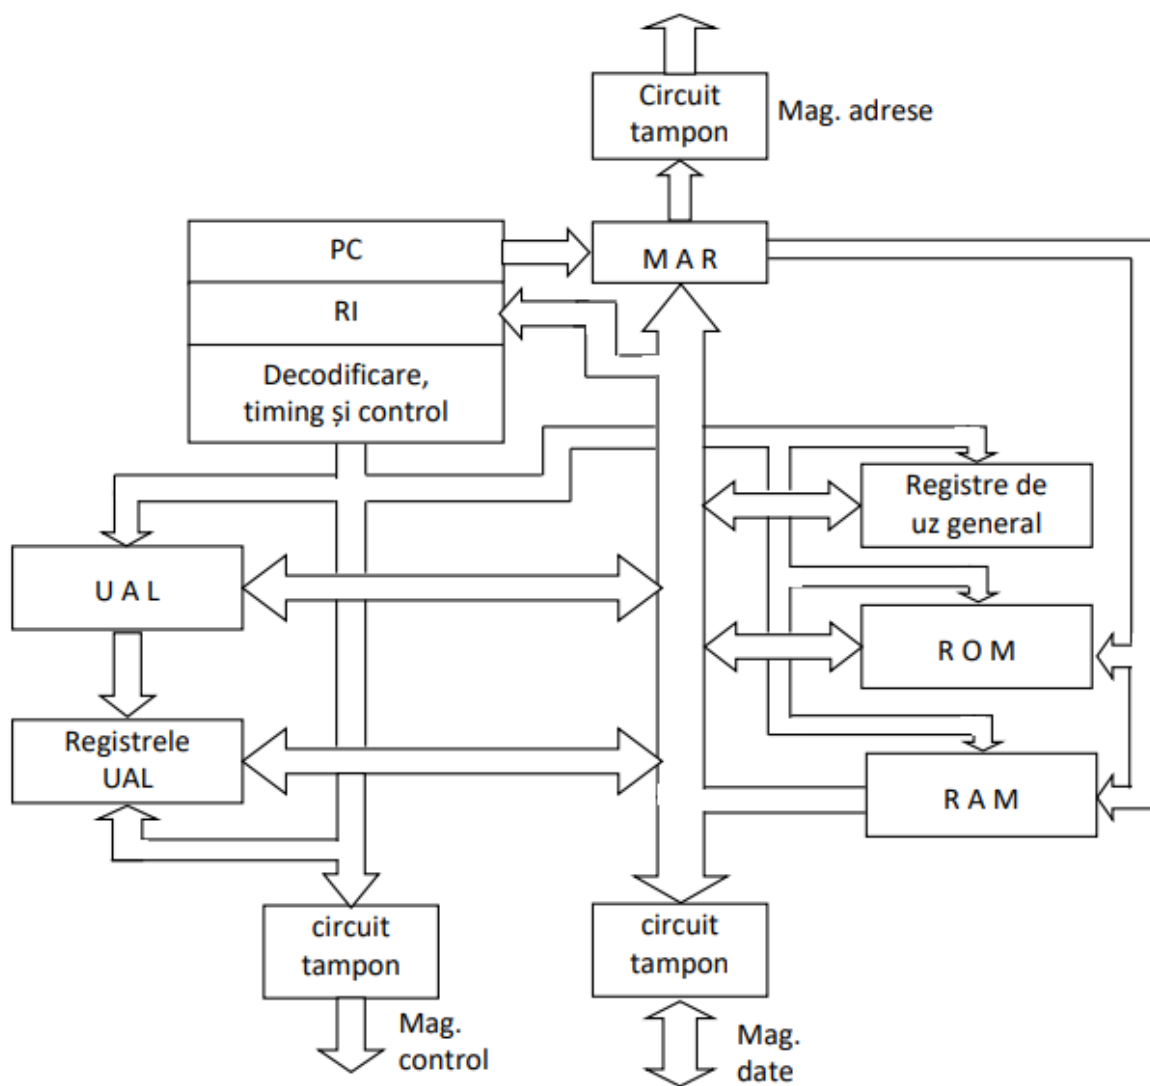 Circuit
tampon
Mag. adrese
PC
M A R
RI
Decodificare,
timing și control
Registre de
uz general
U A L
R O M
Registrele
UAL
R A M
circuit
tampon
circuit
tampon
Mag.
control
Mag.
date